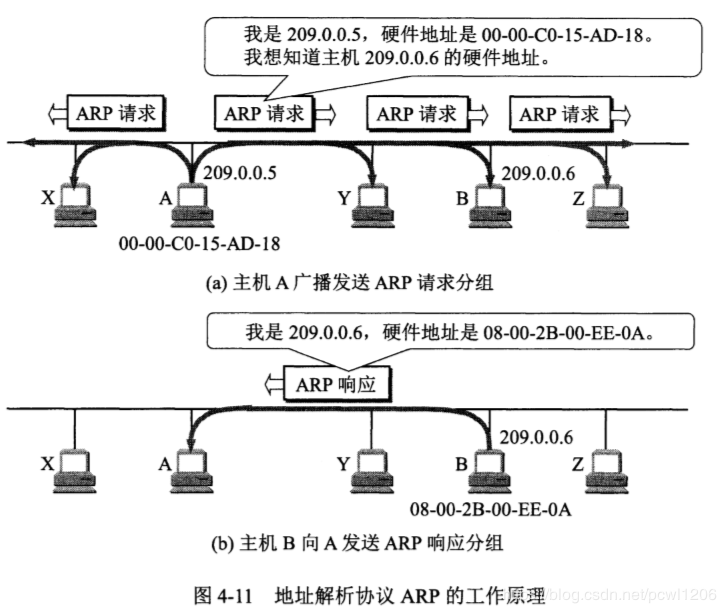 我是 209.0.0.5，硬件地址是 00-00-C0-15-AD-18。
我想知道主机 209.0.0.6 的硬件地址。
ARP 请求 ARP 请求 ARP 请求 ARP 请求
209.0.0.5 209.0.0.6
X A Y B Z
00-00-C0-15-AD-18
(a) 主机 A 广播发送 ARP 请求分组
我是 209.0.0.6，硬件地址是 08-00-2B-00-EE-0A。
ARP 响应
209.0.0.6
X A Y B Z
08-00-2B-00-EE-0A
(b) 主机 B 向 A 发送 ARP 响应分组
图 4-11 地址解析协议 ARP 的工作原理
blog.csdn.net/pcwl1206